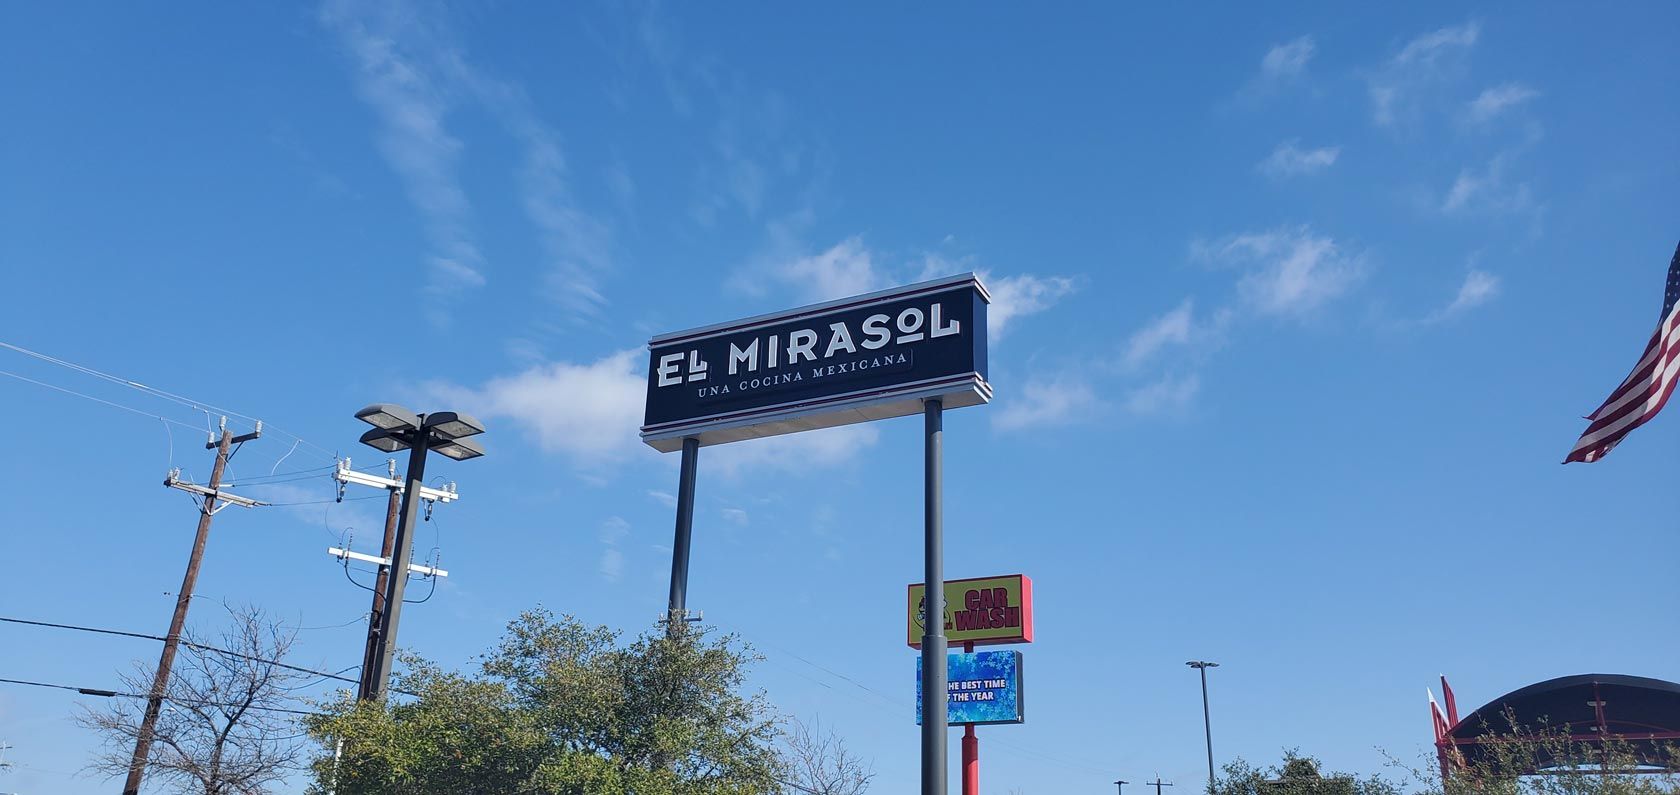 EL MIRASOL
UNA COCINA MEXICANA
CAR
WASH
HE BEST TIME
F THE YEAR